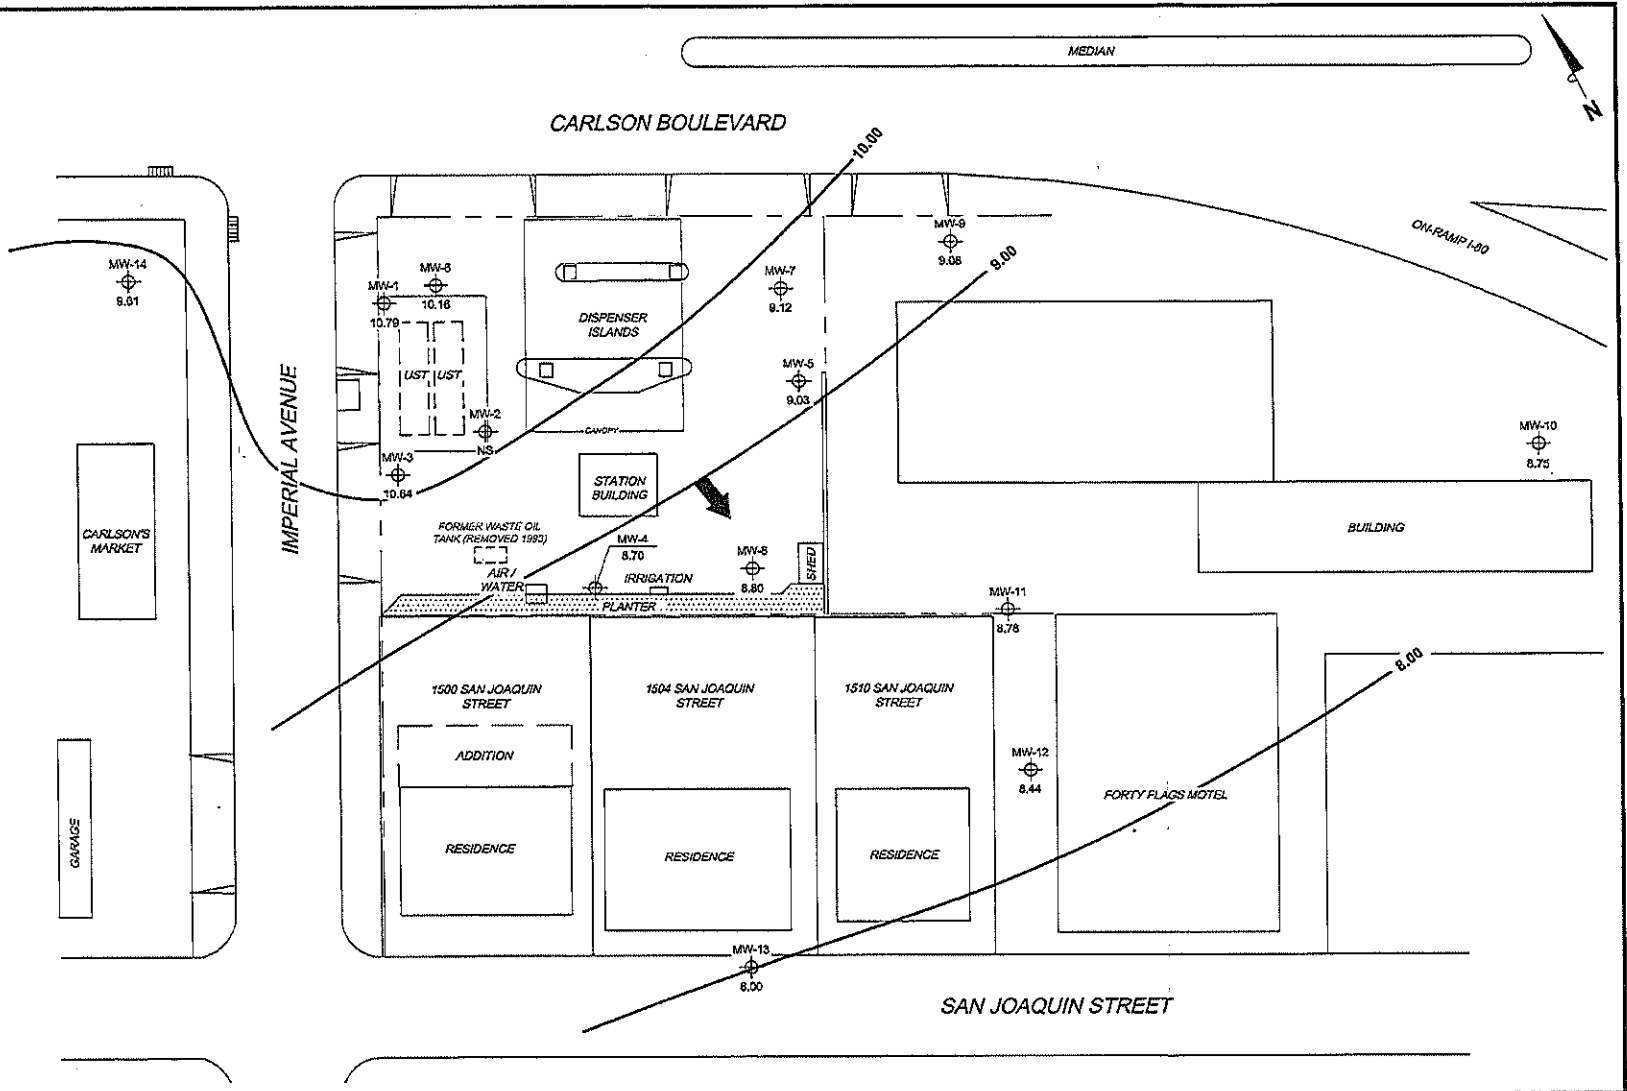 MEDIAN
N
CARLSON BOULEVARD
10.00
ON-RAMP I-80
MW-9
9.08
9.00
MW-14
9.61
MW-6
10.16
MW-1
10.79
MW-7
9.12
DISPENSER
ISLANDS
UST
UST
MW-5
9.03
IMPERIAL AVENUE
MW-2
NS
CANOPY
MW-10
8.75
MW-3
10.64
STATION
BUILDING
CARLSON'S
MARKET
FORMER WASTE OIL
TANK (REMOVED 1993)
BUILDING
MW-4
8.70
MW-8
8.80
SHED
AIR /
WATER
IRRIGATION
PLANTER
MW-11
8.78
8.00
1500 SAN JOAQUIN
STREET
1504 SAN JOAQUIN
STREET
1510 SAN JOAQUIN
STREET
ADDITION
MW-12
8.44
FORTY FLAGS MOTEL
GARAGE
RESIDENCE
RESIDENCE
RESIDENCE
MW-13
8.00
SAN JOAQUIN STREET